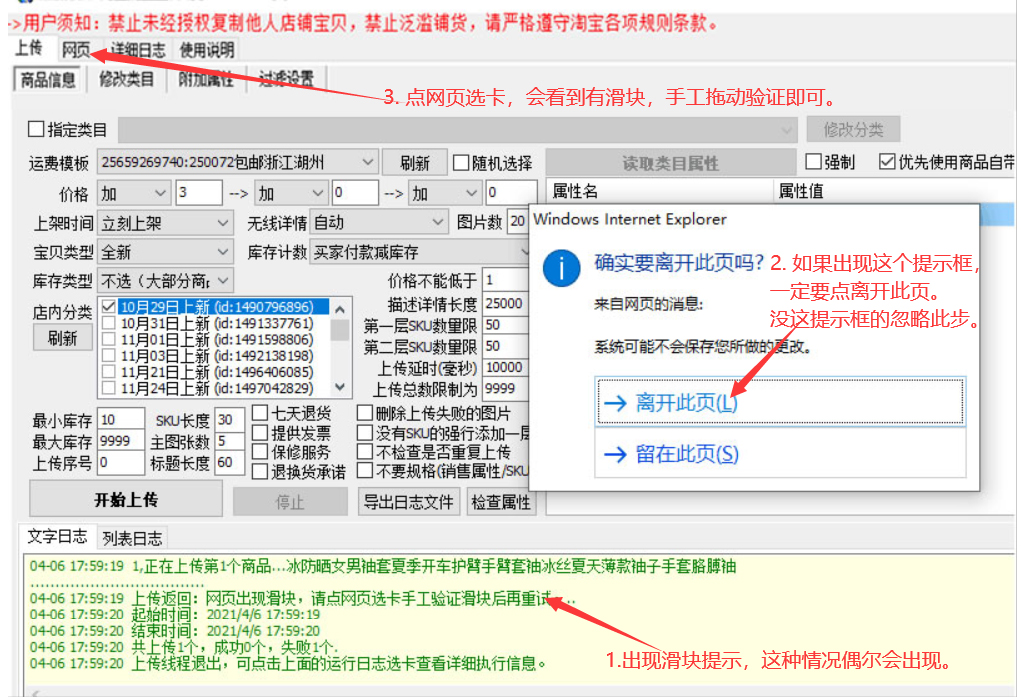 ->用户须知：禁止未经授权复制他人店铺宝贝，禁止泛滥铺货，请严格遵守淘宝各项规则条款。
上传 网页 详细日志 使用说明
商品信息 修改类目 附加属性 过滤设置
3. 点网页选卡，会看到有滑块，手工拖动验证即可。
指定类目 修改分类
运费模板 25659269740:250072包邮浙江湖州 刷新 随机选择 读取类目属性 强制 优先使用商品自带
价格 加 3 --> 加 0 --> 加 0 属性名 属性值
上架时间 立刻上架 无线详情 自动 图片数 20
宝贝类型 全新 库存计数 买家付款减库存
库存类型 不选（大部分商品 价格不能低于 1
店内分类 10月29日上新 (id:1490796896) 描述详情长度 25000
10月31日上新 (id:1491337761) 第一层SKU数量限 50
刷新 11月01日上新 (id:1491598806) 第二层SKU数量限 50
11月03日上新 (id:1492138198)
11月21日上新 (id:1496406085) 上传延时(毫秒) 10000
11月24日上新 (id:1497042829) 上传总数限制为 9999
最小库存 10 SKU长度 30 七天退货 删除上传失败的图片
最大库存 9999 主图张数 5 提供发票 没有SKU的强行添加一层
上传序号 0 标题长度 60 保修服务 不检查是否重复上传
退换货承诺 不要规格(销售属性/SKU
开始上传 停止 导出日志文件 检查属性
Windows Internet Explorer
确实要离开此页吗?
2. 如果出现这个提示框，
一定要点离开此页。
没这提示框的忽略此步。
来自网页的消息:
系统可能不会保存您所做的更改。
离开此页(L)
留在此页(S)
文字日志 列表日志
04-06 17:59:19 1,正在上传第1个商品...冰防晒女男袖套夏季开车护臂手臂套袖冰丝夏天薄款袖子手套胳膊袖
..................................
04-06 17:59:19 上传返回：网页出现滑块，请点网页选卡手工验证滑块后再重试...
04-06 17:59:20 起始时间：2021/4/6 17:59:19
04-06 17:59:20 结束时间：2021/4/6 17:59:20
04-06 17:59:20 共上传1个，成功0个，失败1个.
04-06 17:59:20 上传线程退出，可点击上面的运行日志选卡查看详细执行信息。
1.出现滑块提示，这种情况偶尔会出现。